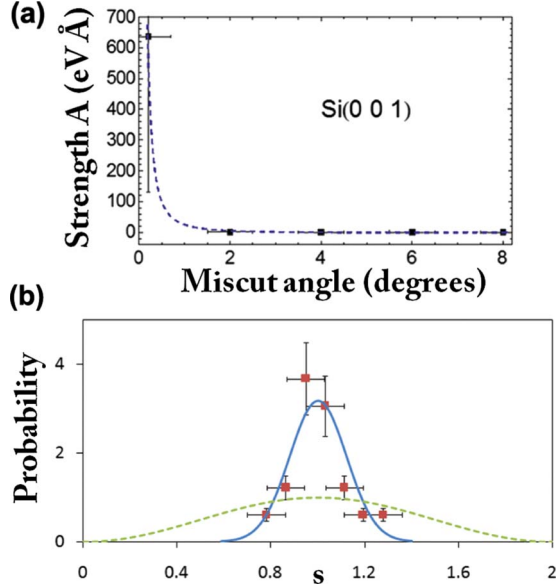 (a)
Strength A (eV Å)
700
600
500
400
300
200
100
0
Si(0 0 1)
0 2 4 6 8
Miscut angle (degrees)
(b)
Probability
4
2
0
0 0.4 0.8 1.2 1.6 2
s